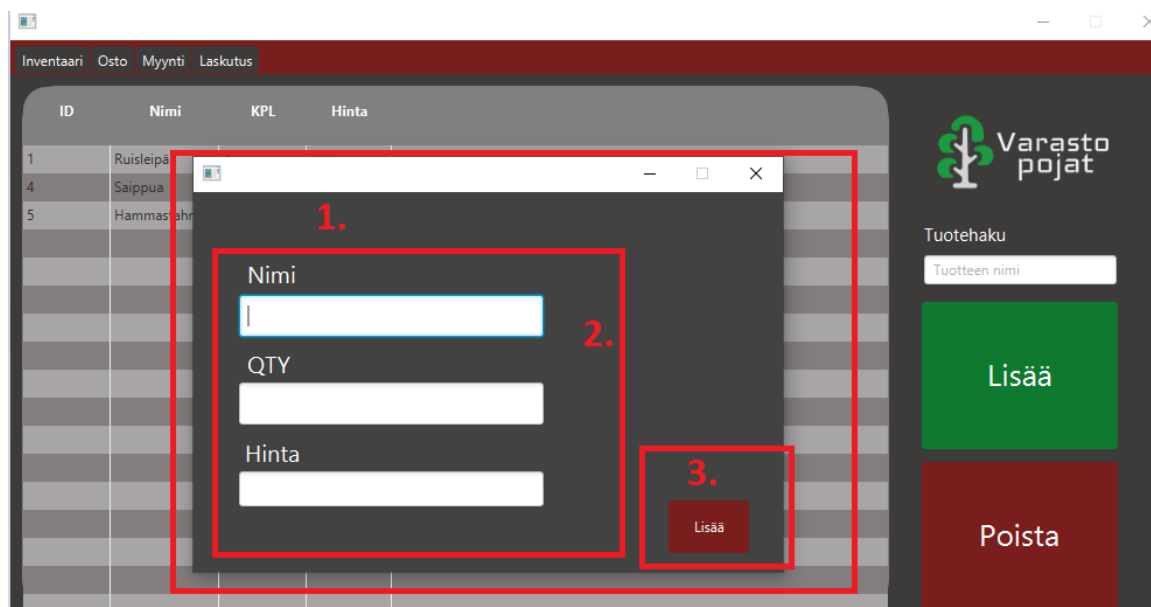 Inventaari Osto Myynti Laskutus
ID Nimi KPL Hinta
1 Ruisleipä
4 Saippua
5
Varasto
pojat
Tuotehaku
Tuotteen nimi
Lisää
Poista
1.
Nimi
2.
QTY
Hinta
3.
Lisää